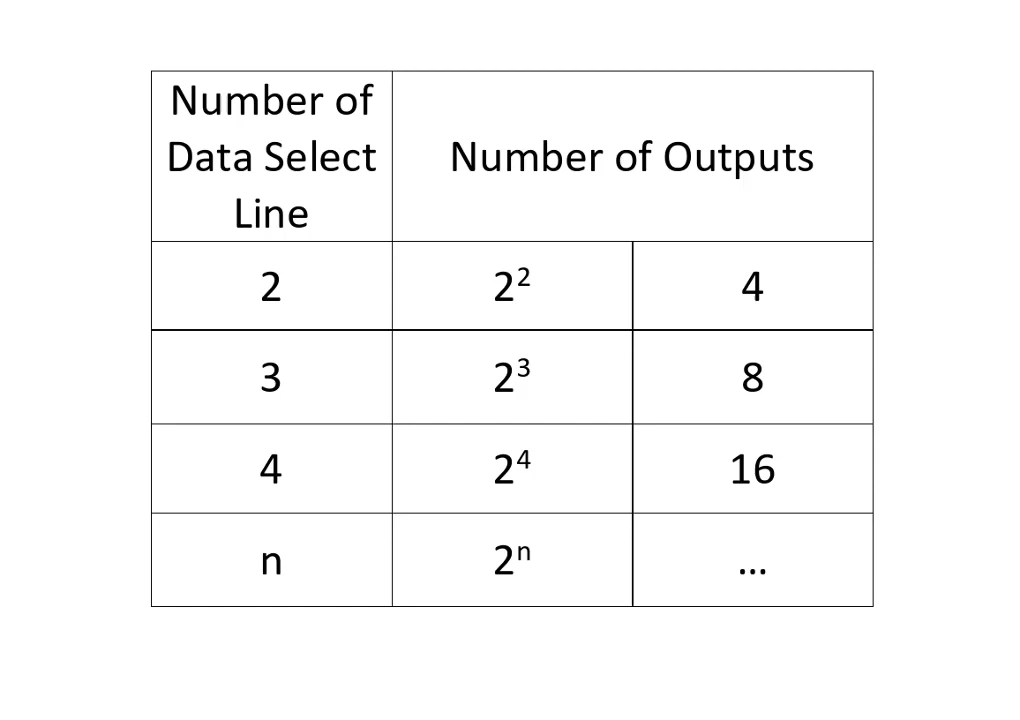 Number of
Data Select
Line
Number of Outputs
2 2² 4
3 2³ 8
4 2⁴ 16
n 2ⁿ ...